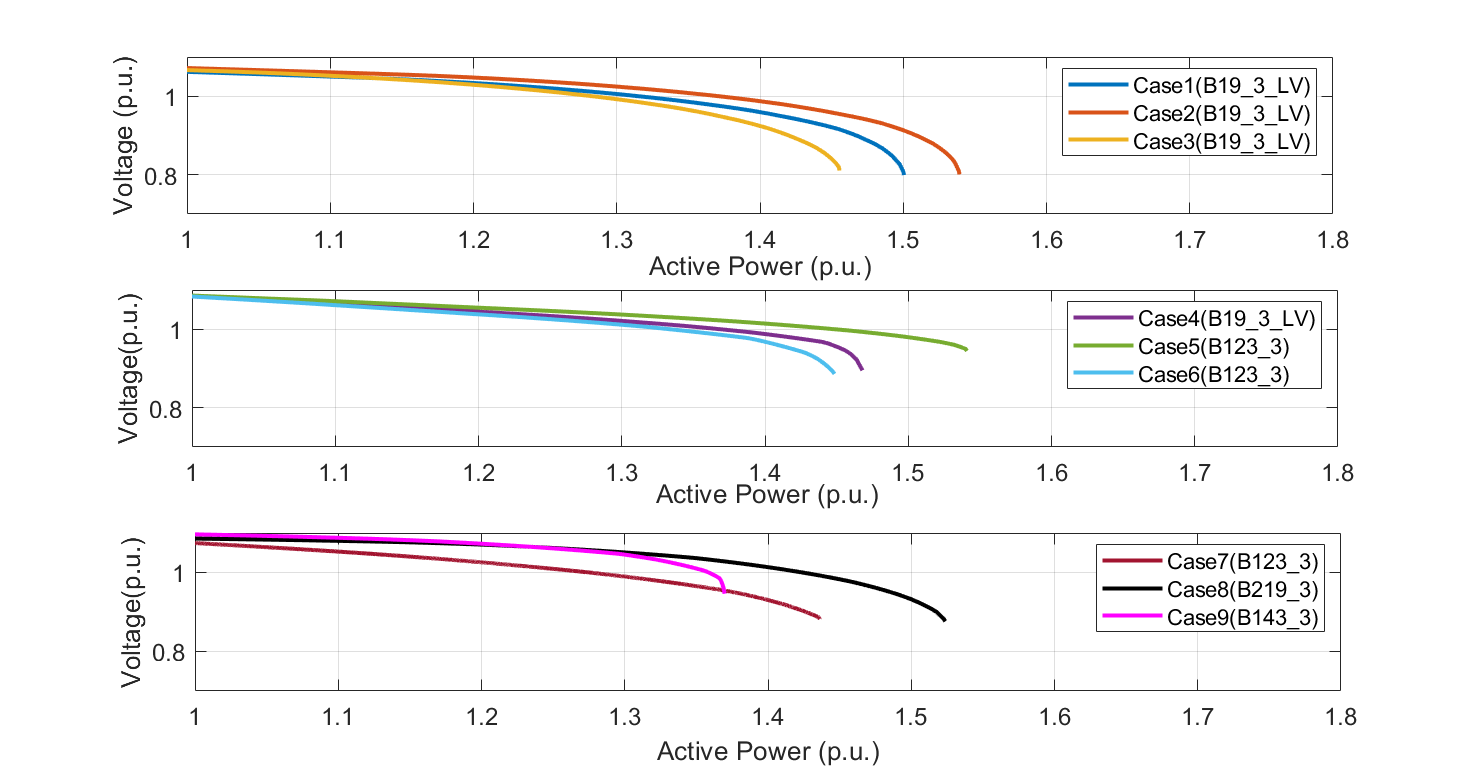 Voltage (p.u.)
1
0.8
Case1(B19_3_LV)
Case2(B19_3_LV)
Case3(B19_3_LV)
1 1.1 1.2 1.3 1.4 1.5 1.6 1.7 1.8
Active Power (p.u.)
Voltage(p.u.)
1
0.8
Case4(B19_3_LV)
Case5(B123_3)
Case6(B123_3)
1 1.1 1.2 1.3 1.4 1.5 1.6 1.7 1.8
Active Power (p.u.)
Voltage(p.u.)
1
0.8
Case7(B123_3)
Case8(B219_3)
Case9(B143_3)
1 1.1 1.2 1.3 1.4 1.5 1.6 1.7 1.8
Active Power (p.u.)